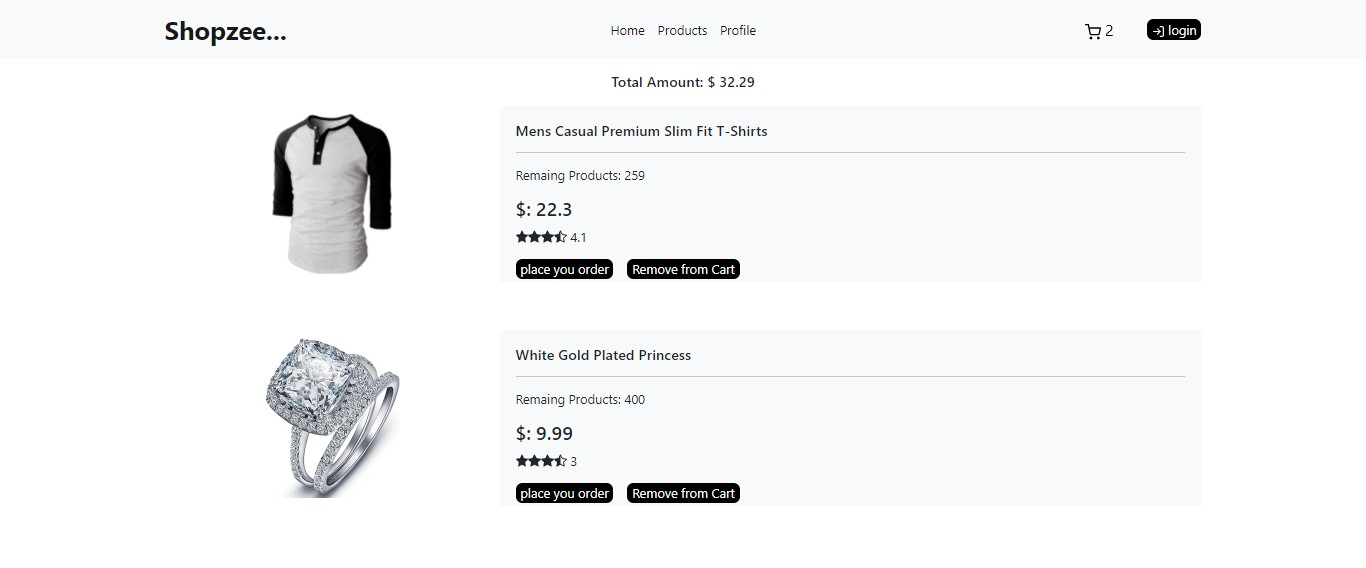 Shopzee...
Home Products Profile
2
login
Total Amount: $ 32.29
Mens Casual Premium Slim Fit T-Shirts
Remaing Products: 259
$: 22.3
4.1
place you order Remove from Cart
White Gold Plated Princess
Remaing Products: 400
$: 9.99
3
place you order Remove from Cart